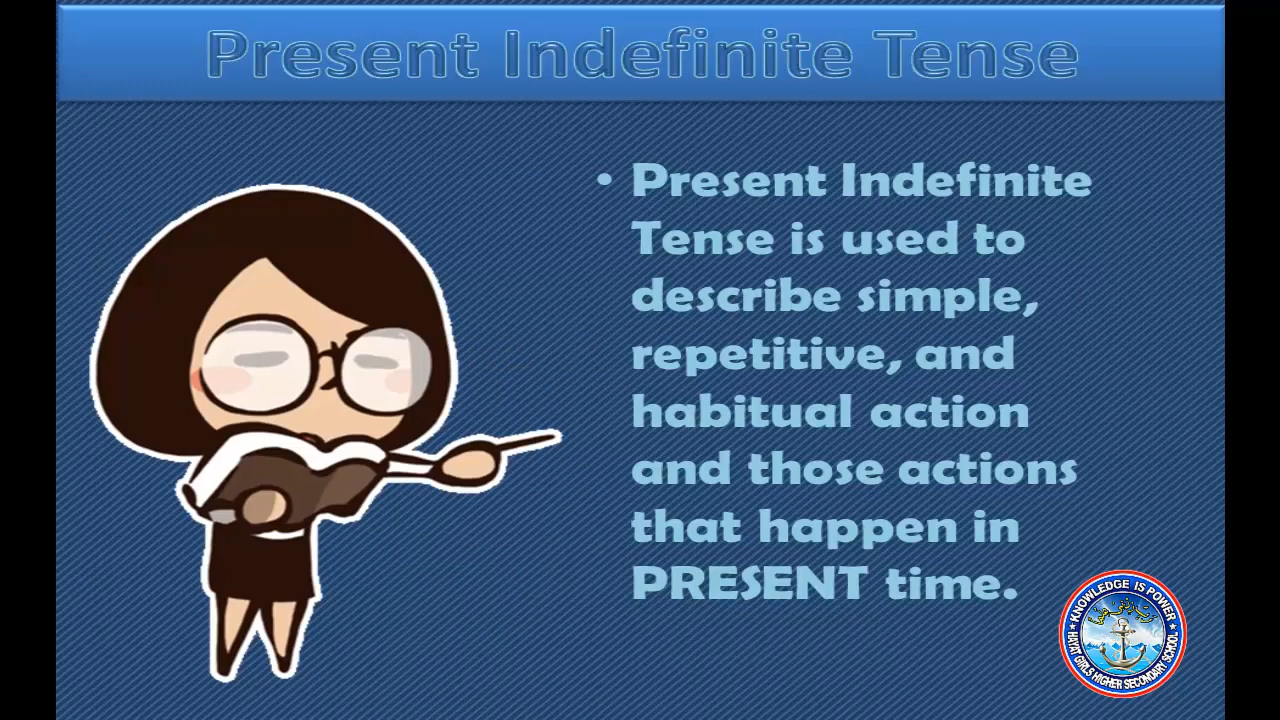 Present Indefinite Tense
• Present Indefinite
Tense is used to
describe simple,
repetitive, and
habitual action
and those actions
that happen in
PRESENT time.
KNOWLEDGE IS POWER
HAYAT GIRLS HIGHER SECONDARY SCHOOL